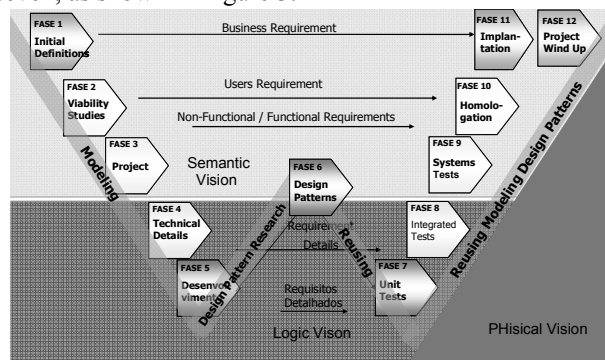 FASE 1
Initial
Definitions
Business Requirement
FASE 11
Implan-
tation
FASE 12
Project
Wind Up
FASE 2
Viability
Studies
Users Requirement
FASE 10
Homolo-
gation
Non-Functional / Functional Requirements
FASE 3
Project
FASE 9
Systems
Tests
Modeling
Semantic
Vision
FASE 6
Design
Patterns
FASE 4
Technical
Details
Design Pattern Research
Details
Reusing
FASE 8
Integrated
Tests
Reusing Modeling Design Patterns
FASE 5
Desenvo
viment
Requisitos
Detalhados
FASE 7
Unit
Tests
Logic Vison
PHisical Vision